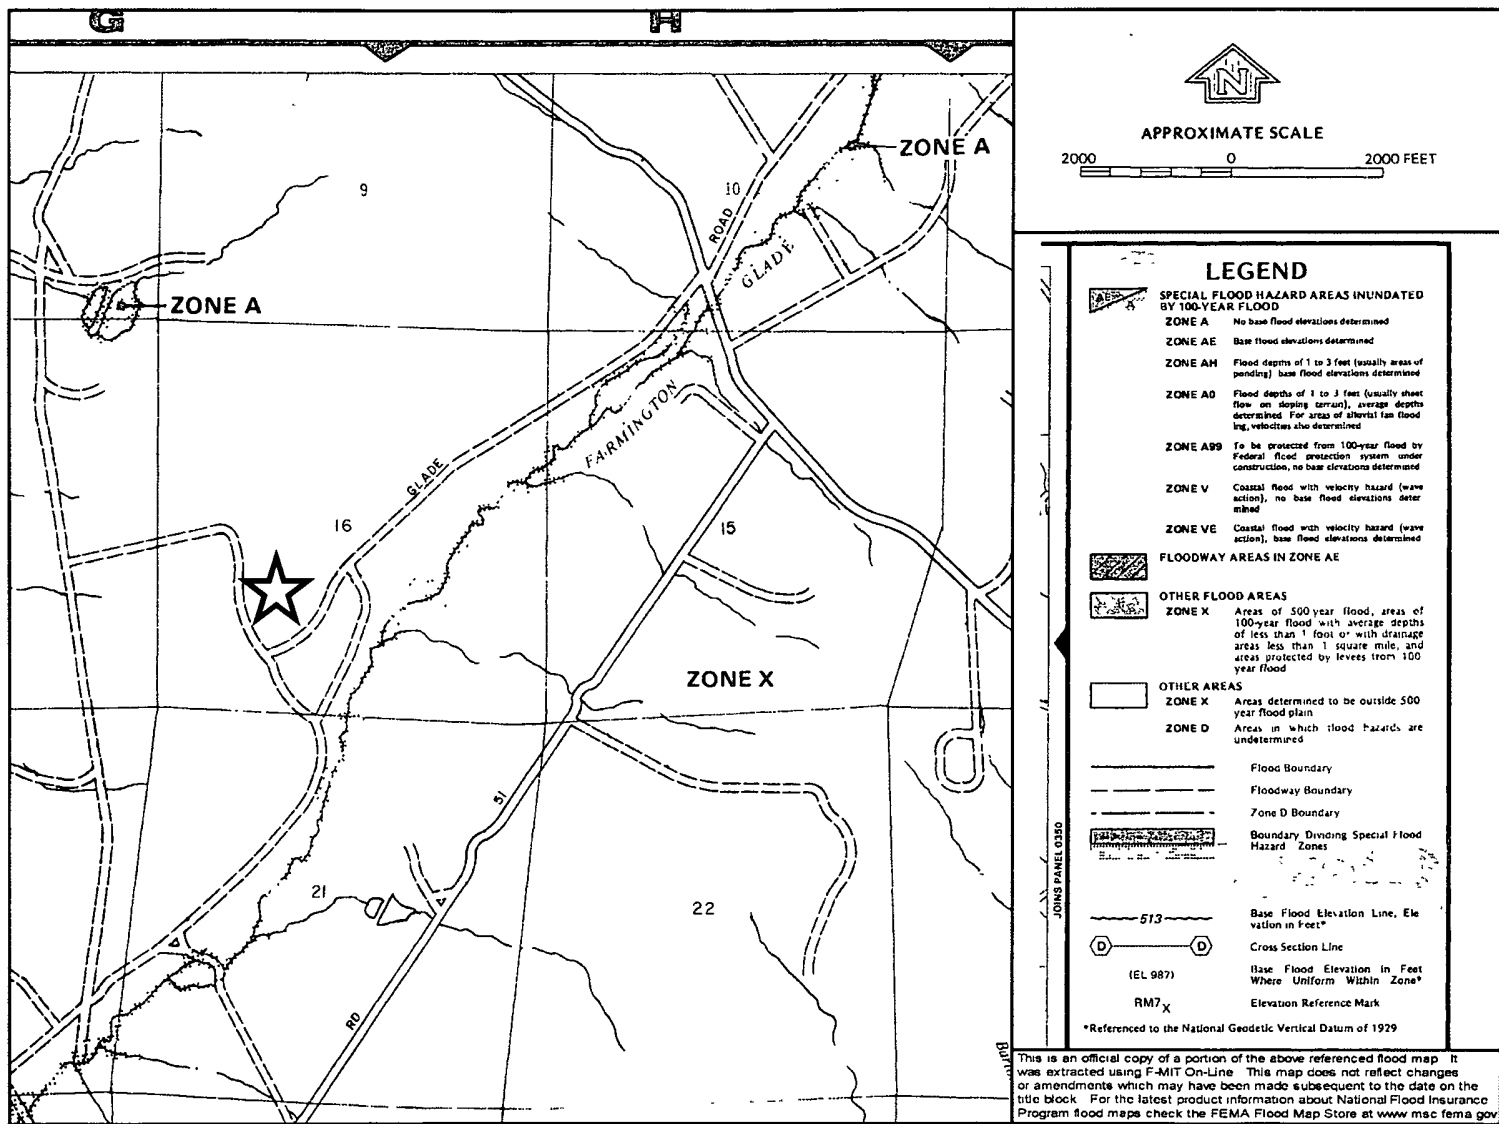 G
H
ZONE A
9
10
ROAD
GLADE
ZONE A
FARMINGTON
GLADE
16
15
ZONE X
51
21
22
RD
N
APPROXIMATE SCALE
2000 0 2000 FEET
JOINS PANEL 0350
LEGEND
SPECIAL FLOOD HAZARD AREAS INUNDATED
BY 100-YEAR FLOOD
ZONE A No base flood elevations determined
ZONE AE Base flood elevations determined
ZONE AH Flood depths of 1 to 3 feet (usually areas of
ponding) base flood elevations determined
ZONE AO Flood depths of 1 to 3 feet (usually sheet
flow on sloping terrain), average depths
determined For areas of alluvial fan flood
ing, velocities also determined
ZONE A99 To be protected from 100-year flood by
Federal flood protection system under
construction, no base elevations determined
ZONE V Coastal flood with velocity hazard (wave
action), no base flood elevations deter
mined
ZONE VE Coastal flood with velocity hazard (wave
action), base flood elevations determined
FLOODWAY AREAS IN ZONE AE
OTHER FLOOD AREAS
ZONE X Areas of 500 year flood, areas of
100-year flood with average depths
of less than 1 foot or with drainage
areas less than 1 square mile, and
areas protected by levees from 100
year flood
OTHER AREAS
ZONE X Areas determined to be outside 500
year flood plain
ZONE D Areas in which flood hazards are
undetermined
Flood Boundary
Floodway Boundary
Zone D Boundary
Boundary Dividing Special Flood
Hazard Zones
513 Base Flood Elevation Line, Ele
vation in Feet*
D D Cross Section Line
(EL 987) Base Flood Elevation in Feet
Where Uniform Within Zone*
RM7X Elevation Reference Mark
*Referenced to the National Geodetic Vertical Datum of 1929
This is an official copy of a portion of the above referenced flood map It
was extracted using F-MIT On-Line This map does not reflect changes
or amendments which may have been made subsequent to the date on the
title block For the latest product information about National Flood Insurance
Program flood maps check the FEMA Flood Map Store at www msc fema gov